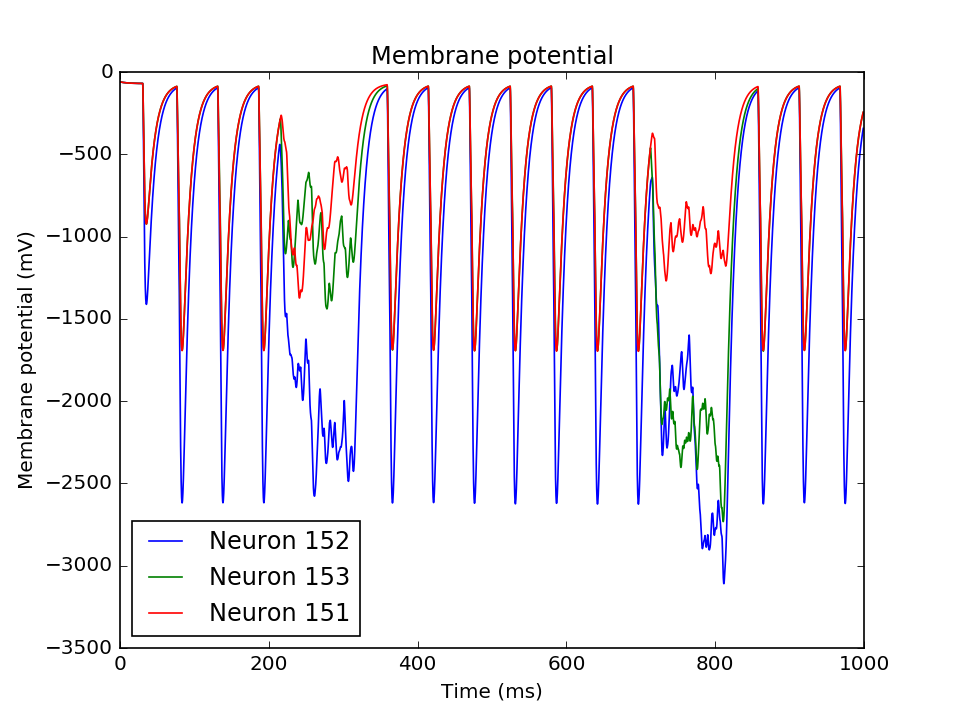 Membrane potential
0
−500
−1000
−1500
−2000
−2500
−3000
−3500
Membrane potential (mV)
Neuron 152
Neuron 153
Neuron 151
0 200 400 600 800 1000
Time (ms)